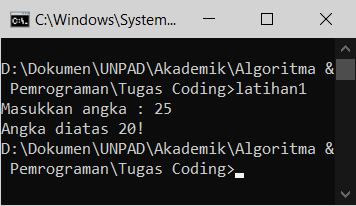 C:\Windows\System...
D:\Dokumen\UNPAD\Akademik\Algoritma &
Pemrograman\Tugas Coding>latihan1
Masukkan angka : 25
Angka diatas 20!
D:\Dokumen\UNPAD\Akademik\Algoritma &
Pemrograman\Tugas Coding>